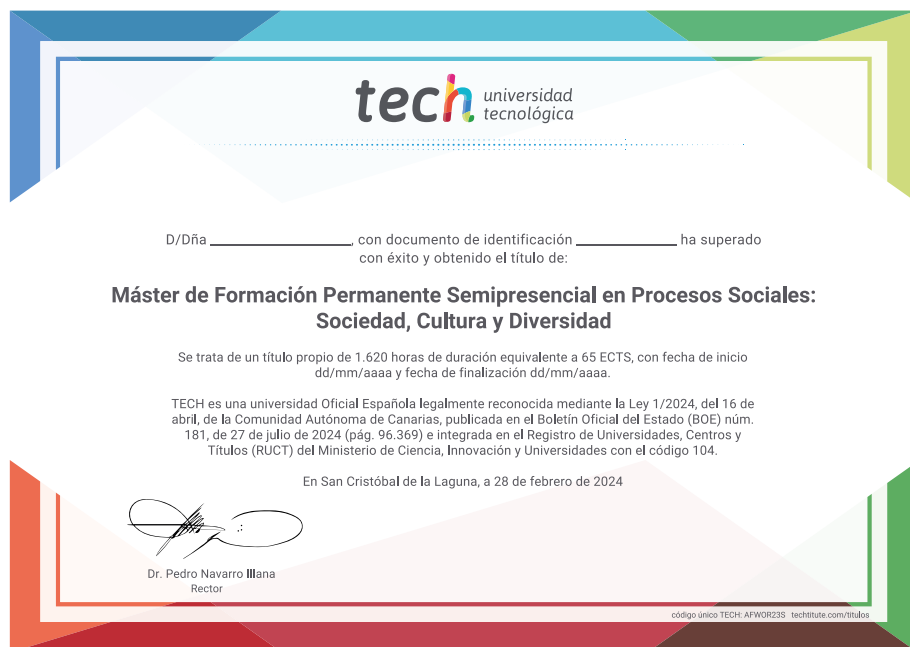 tech universidad
tecnológica
D/Dña ______________, con documento de identificación __________ ha superado
con éxito y obtenido el título de:
Máster de Formación Permanente Semipresencial en Procesos Sociales:
Sociedad, Cultura y Diversidad
Se trata de un título propio de 1.620 horas de duración equivalente a 65 ECTS, con fecha de inicio
dd/mm/aaaa y fecha de finalización dd/mm/aaaa.
TECH es una universidad Oficial Española legalmente reconocida mediante la Ley 1/2024, del 16 de
abril, de la Comunidad Autónoma de Canarias, publicada en el Boletín Oficial del Estado (BOE) núm.
181, de 27 de julio de 2024 (pág. 96.369) e integrada en el Registro de Universidades, Centros y
Títulos (RUCT) del Ministerio de Ciencia, Innovación y Universidades con el código 104.
En San Cristóbal de la Laguna, a 28 de febrero de 2024
Dr. Pedro Navarro Illana
Rector
código único TECH: AFWOR23S techtitute.com/titulos